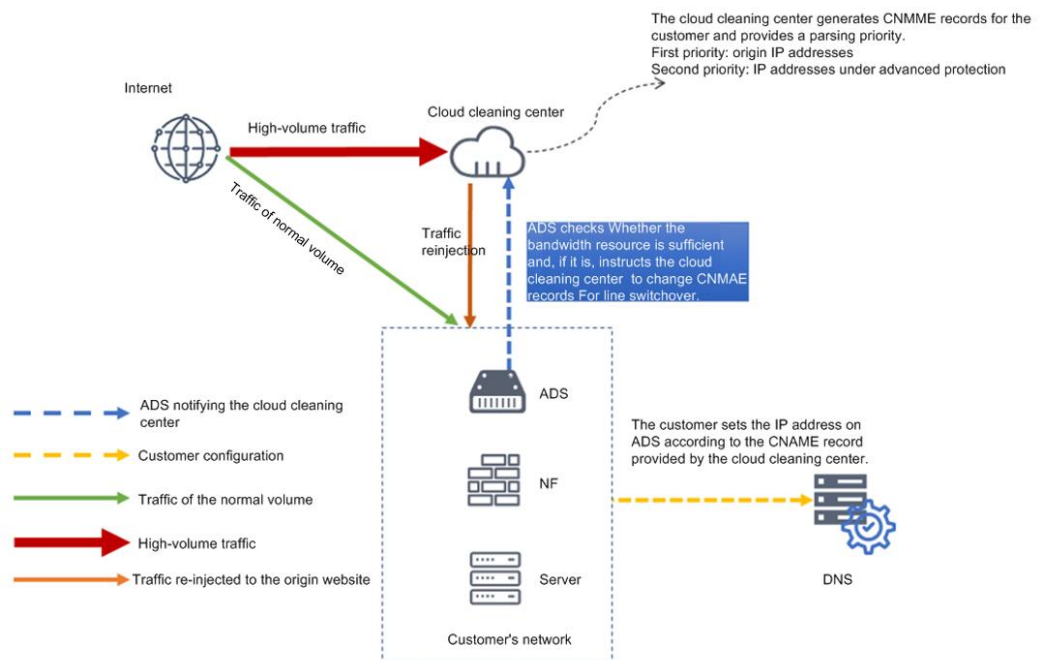 The cloud cleaning center generates CNMME records for the
customer and provides a parsing priority.
First priority: origin IP addresses
Second priority: IP addresses under advanced protection
Internet
Cloud cleaning center
High-volume traffic
Traffic of normal volume
Traffic
reinjection
ADS checks Whether the
bandwidth resource is sufficient
and, if it is, instructs the cloud
cleaning center to change CNMAE
records For line switchover.
ADS
NF
Server
Customer's network
The customer sets the IP address on
ADS according to the CNAME record
provided by the cloud cleaning center.
DNS
ADS notifying the cloud cleaning
center
Customer configuration
Traffic of the normal volume
High-volume traffic
Traffic re-injected to the origin website